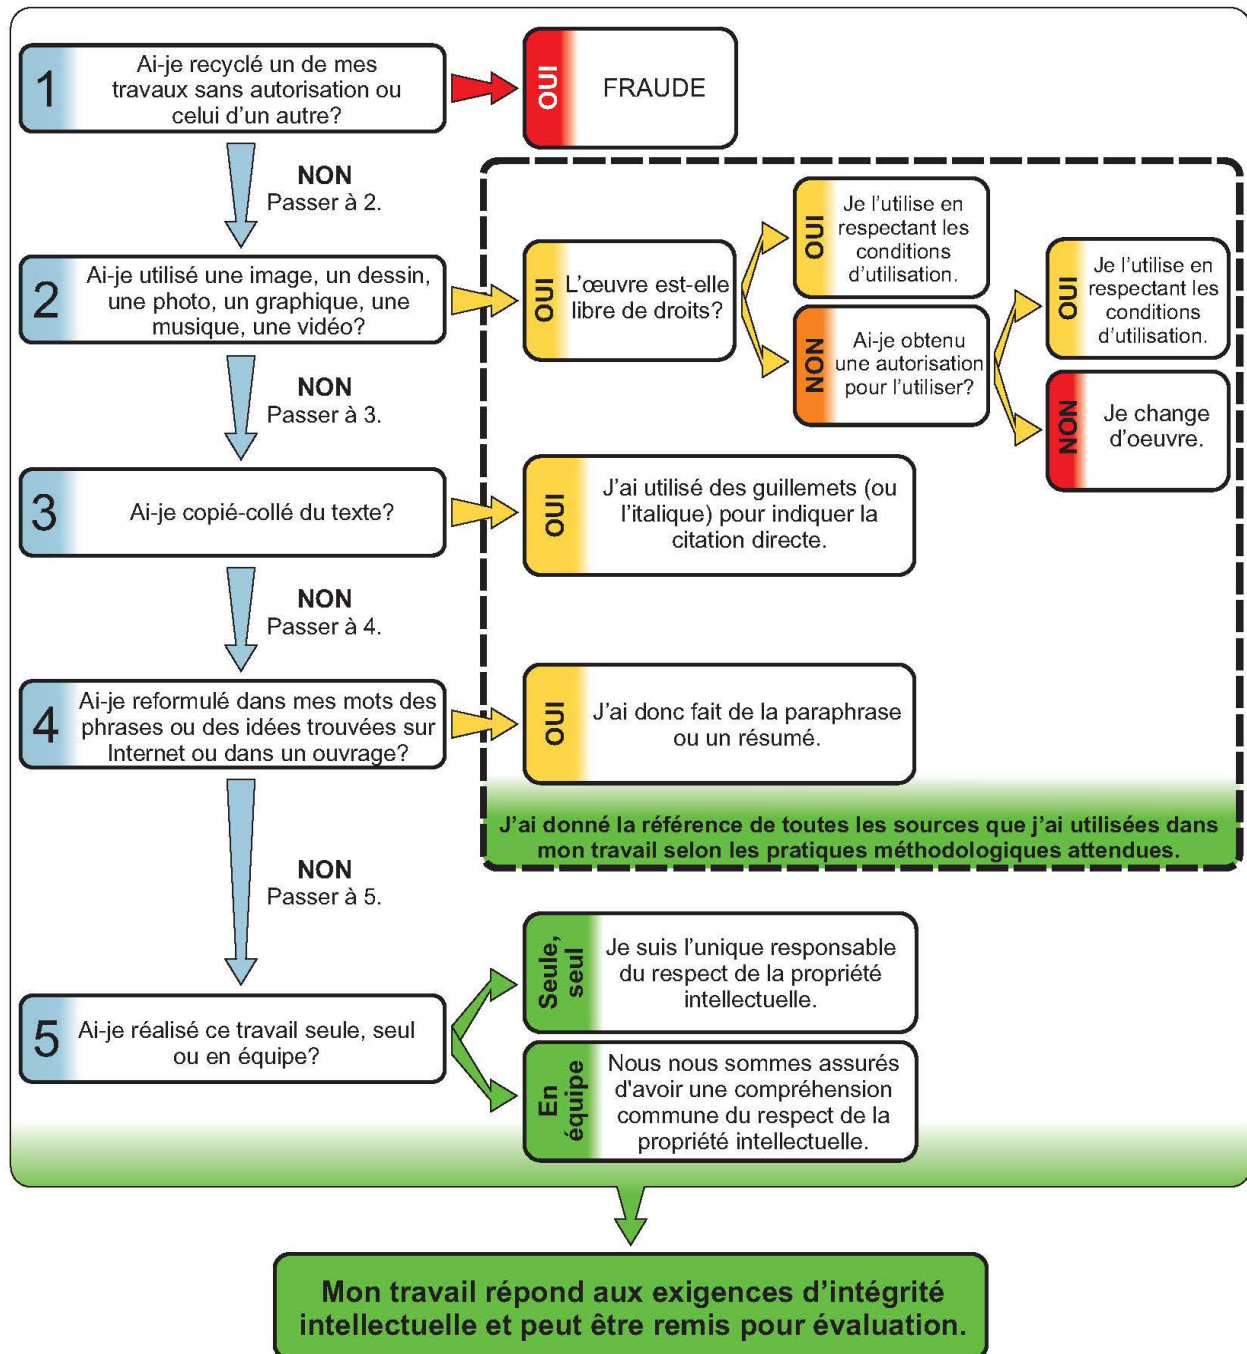 1
Ai-je recyclé un de mes
travaux sans autorisation ou
celui d'un autre?
OUI
FRAUDE
NON
Passer à 2.
2
Ai-je utilisé une image, un dessin,
une photo, un graphique, une
musique, une vidéo?
OUI
L'œuvre est-elle
libre de droits?
OUI
Je l'utilise en
respectant les
conditions
d'utilisation.
NON
Ai-je obtenu
une autorisation
pour l'utiliser?
OUI
Je l'utilise en
respectant les
conditions
d'utilisation.
NON
Je change
d'oeuvre.
NON
Passer à 3.
3
Ai-je copié-collé du texte?
OUI
J'ai utilisé des guillemets (ou
l'italique) pour indiquer la
citation directe.
NON
Passer à 4.
4
Ai-je reformulé dans mes mots des
phrases ou des idées trouvées sur
Internet ou dans un ouvrage?
OUI
J'ai donc fait de la paraphrase
ou un résumé.
J'ai donné la référence de toutes les sources que j'ai utilisées dans
mon travail selon les pratiques méthodologiques attendues.
NON
Passer à 5.
5
Ai-je réalisé ce travail seule, seul
ou en équipe?
Seule,
seul
Je suis l'unique responsable
du respect de la propriété
intellectuelle.
En
équipe
Nous nous sommes assurés
d'avoir une compréhension
commune du respect de la
propriété intellectuelle.
Mon travail répond aux exigences d'intégrité
intellectuelle et peut être remis pour évaluation.